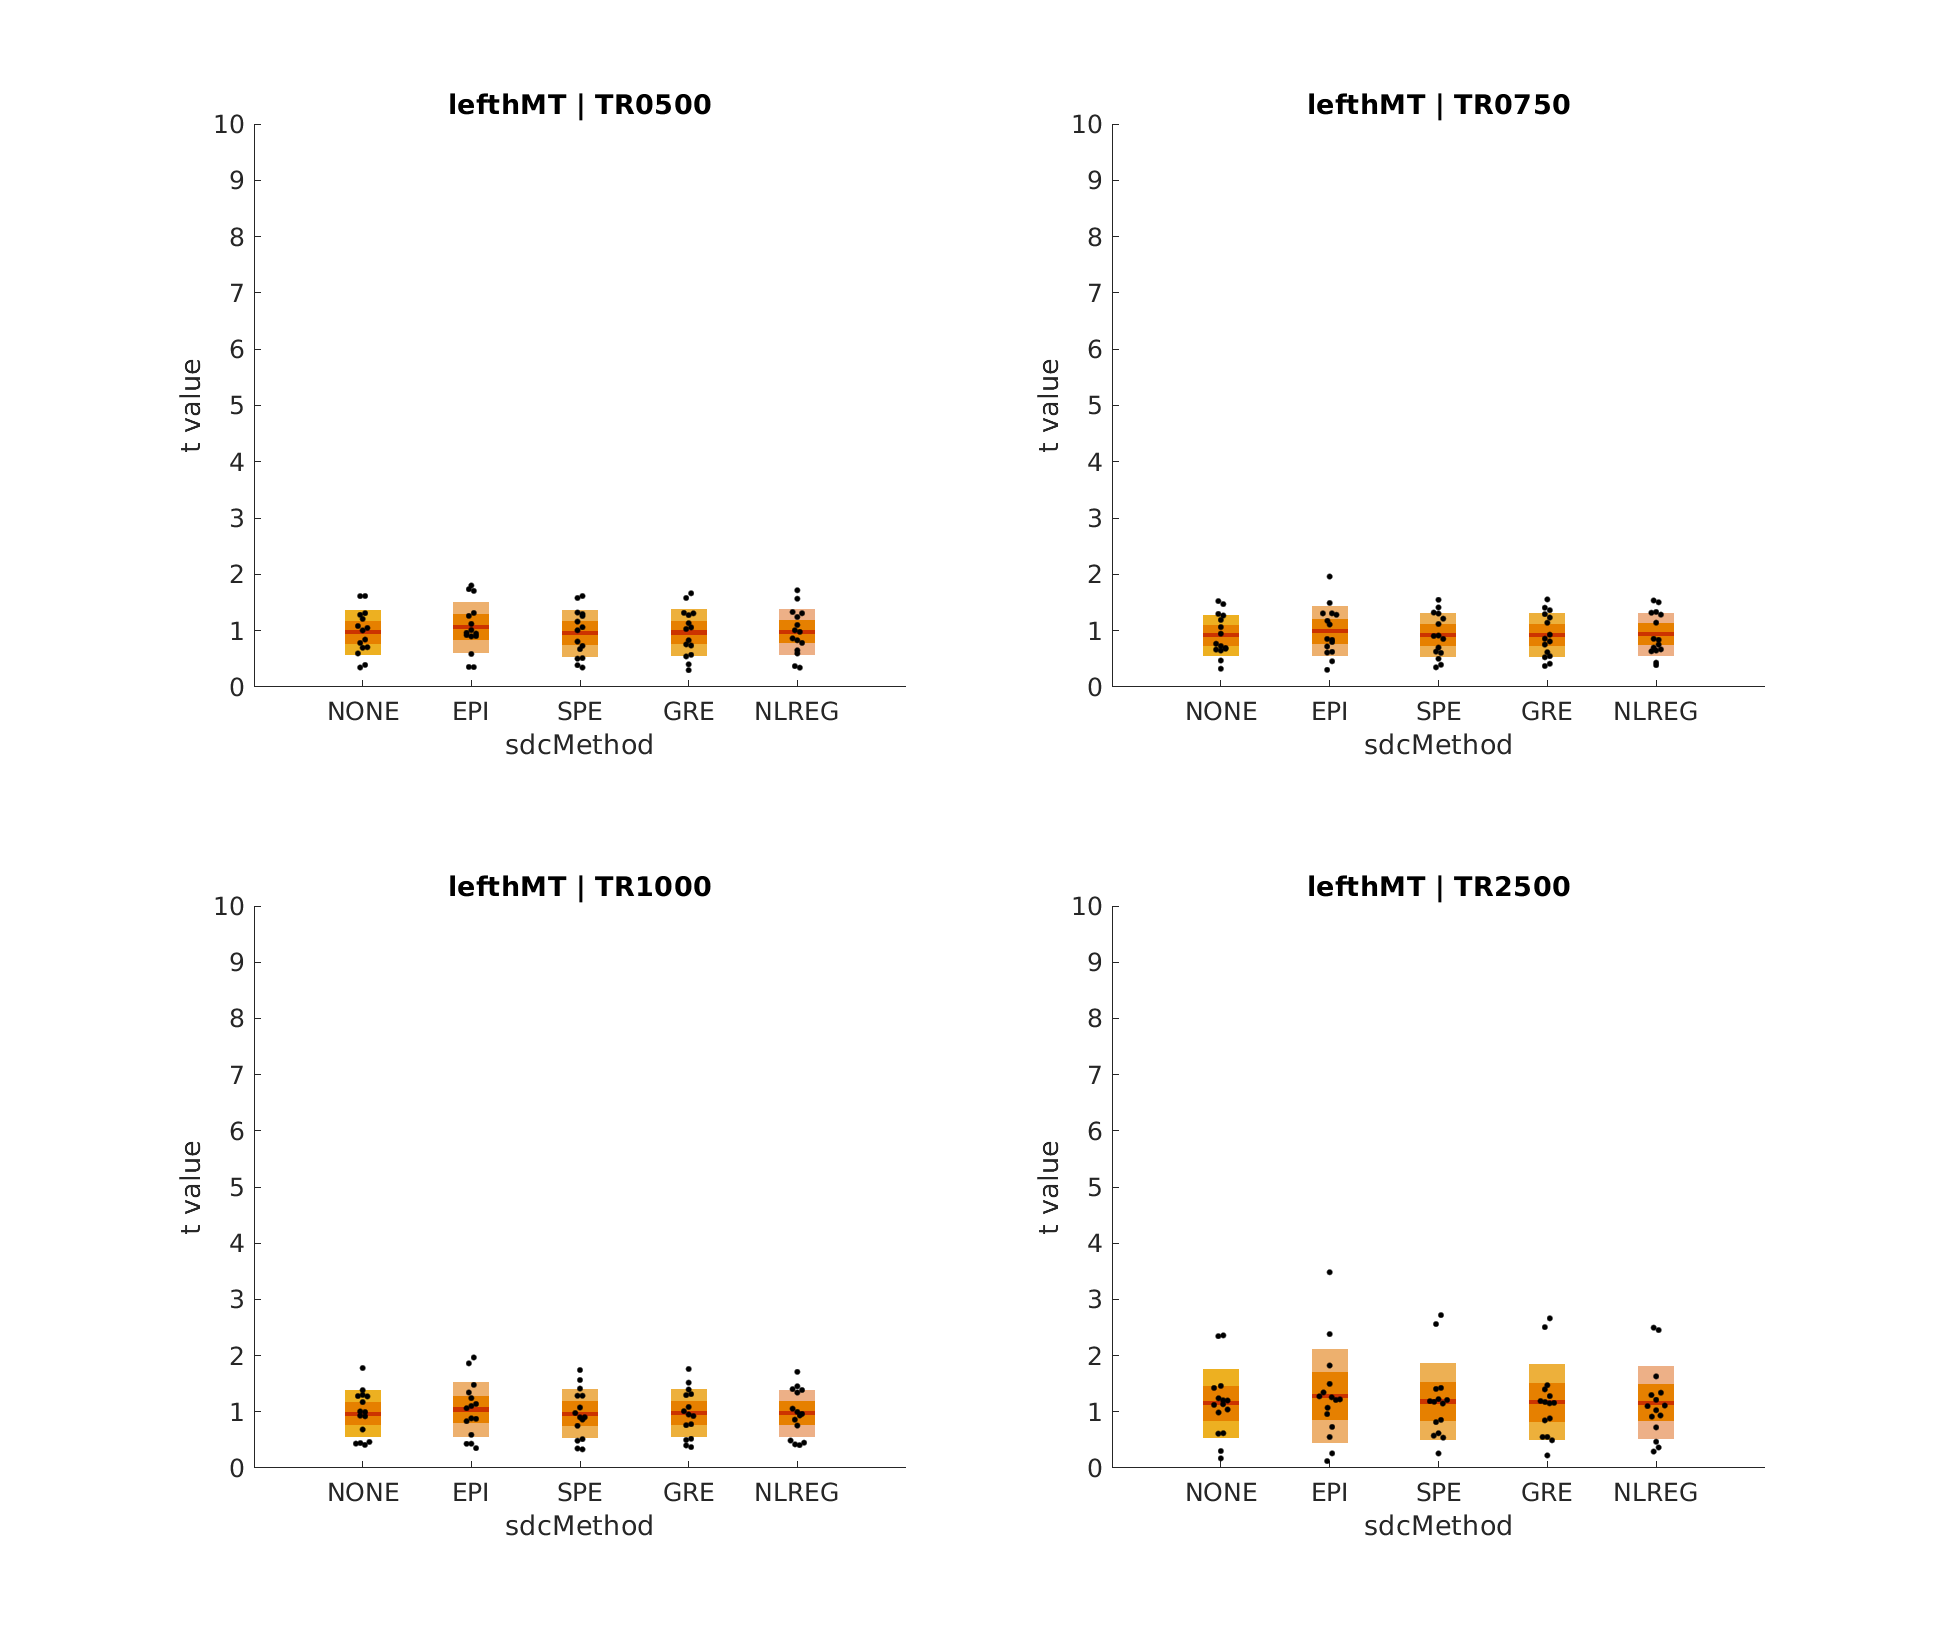 lefthMT | TR0500
10
9
8
7
6
5
4
3
2
1
0
t value
NONE EPI SPE GRE NLREG
sdcMethod
lefthMT | TR0750
10
9
8
7
6
5
4
3
2
1
0
t value
NONE EPI SPE GRE NLREG
sdcMethod
lefthMT | TR1000
10
9
8
7
6
5
4
3
2
1
0
t value
NONE EPI SPE GRE NLREG
sdcMethod
lefthMT | TR2500
10
9
8
7
6
5
4
3
2
1
0
t value
NONE EPI SPE GRE NLREG
sdcMethod